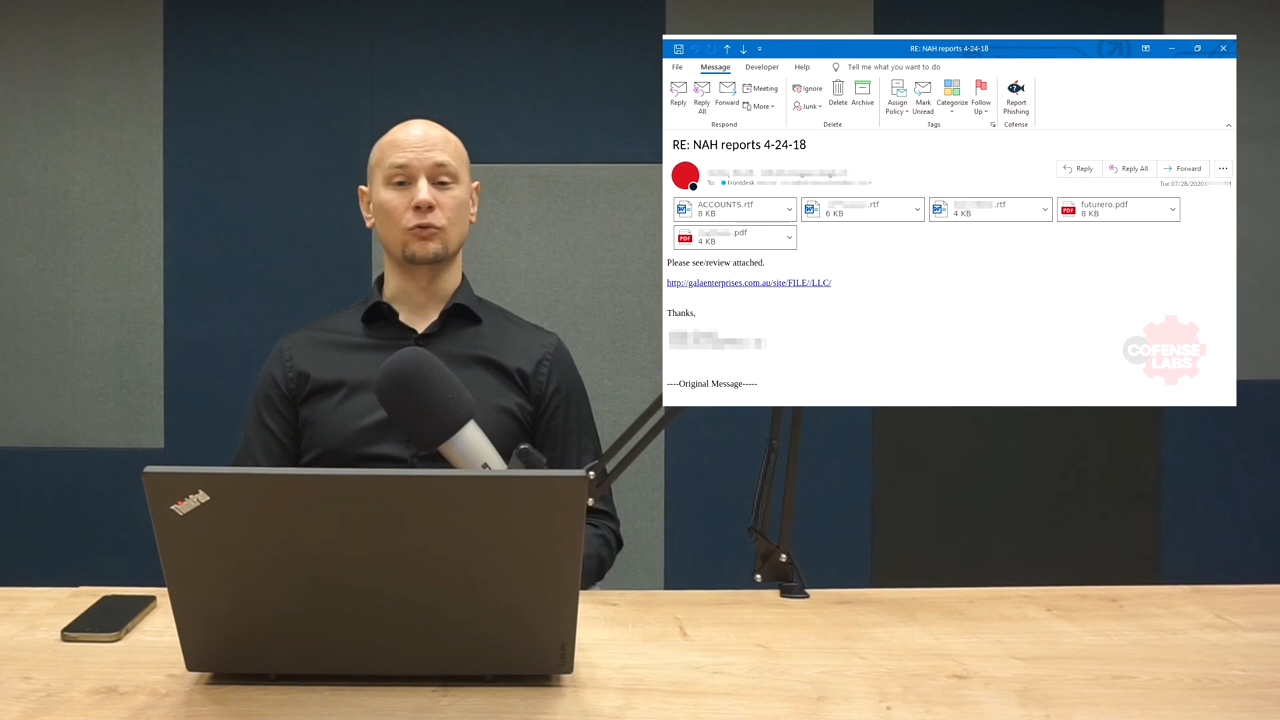 RE: NAH reports 4-24-18
File Message Developer Help Tell me what you want to do
Reply
Reply All
Forward
Meeting
More
Respond
Ignore
Junk
Delete
Archive
Delete
Assign Policy
Mark Unread
Categorize
Follow Up
Tags
Report Phishing
Cofense
RE: NAH reports 4-24-18
Reply Reply All Forward
To: Frontdesk
Tue 07/28/2020
ACCOUNTS.rtf
8 KB
.rtf
6 KB
.rtf
4 KB
futurero.pdf
8 KB
.pdf
4 KB
Please see/review attached.
http://galaenterprises.com.au/site/FILE//LLC/
Thanks,
COFENSE
LABS
----Original Message-----
ThinkPad